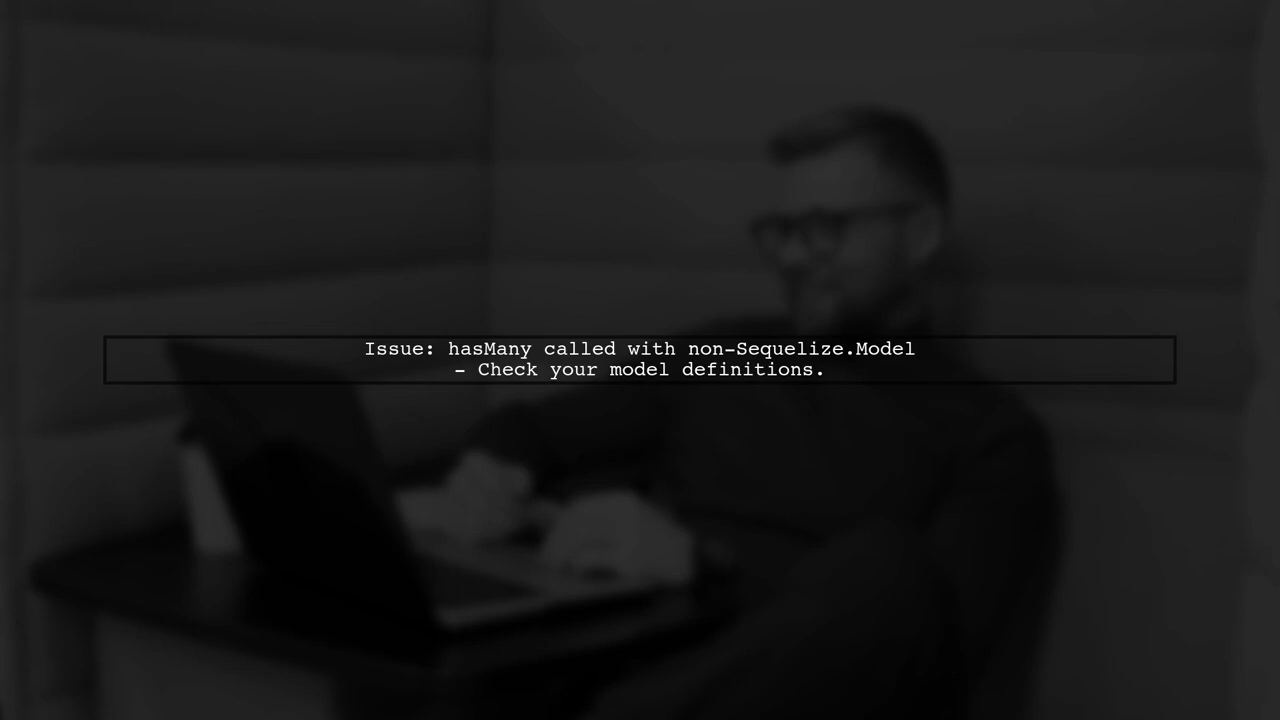 Issue: hasMany called with non-Sequelize.Model
- Check your model definitions.